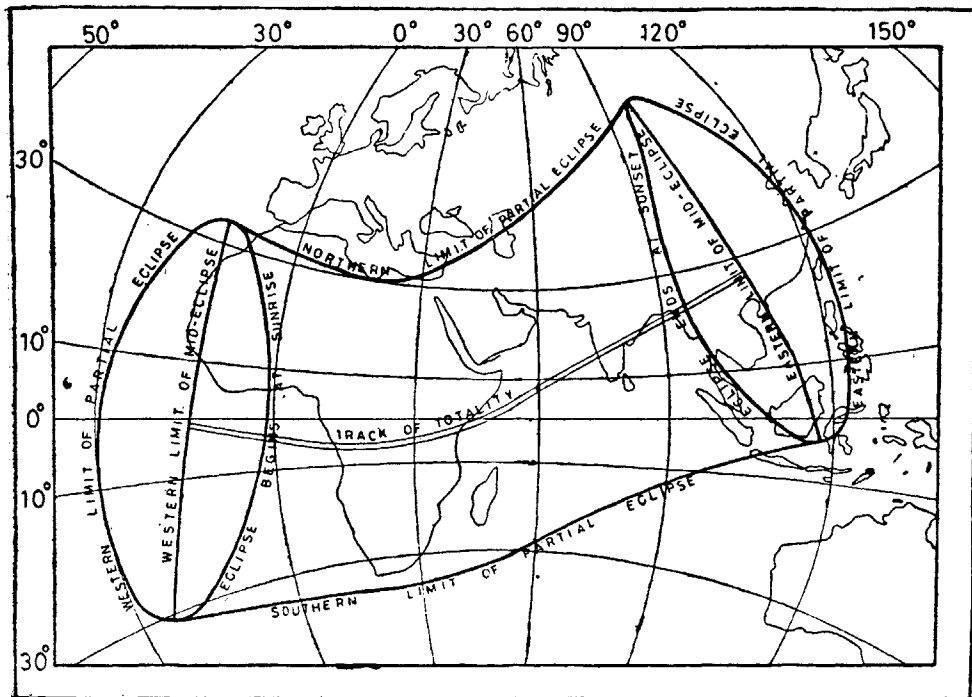 50° 30° 0° 30° 60° 90° 120° 150°
30°
10°
0°
10°
30°
WESTERN LIMIT OF PARTIAL ECLIPSE
WESTERN LIMIT OF MID-ECLIPSE
ECLIPSE BEGINS AT SUNRISE
NORTHERN LIMIT OF PARTIAL ECLIPSE
TRACK OF TOTALITY
SOUTHERN LIMIT OF PARTIAL ECLIPSE
ECLIPSE ENDS AT SUNSET
EASTERN LIMIT OF MID-ECLIPSE
EASTERN LIMIT OF PARTIAL ECLIPSE